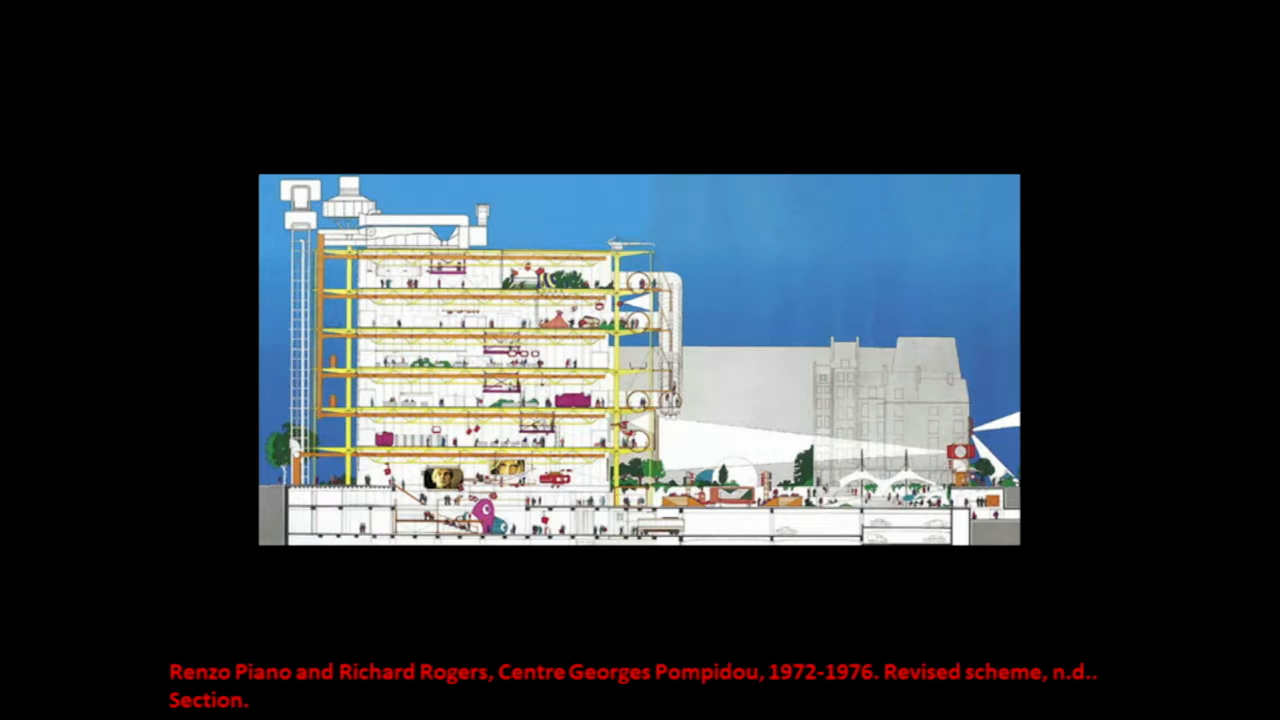 Renzo Piano and Richard Rogers, Centre Georges Pompidou, 1972-1976. Revised scheme, n.d..
Section.